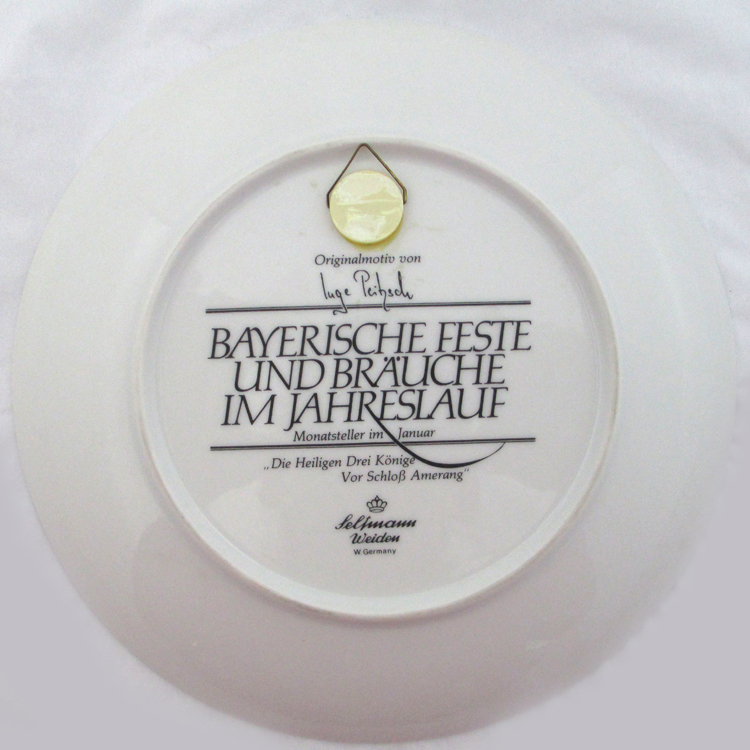 Originalmotiv von
Inge Peitzsch
BAYERISCHE FESTE
UND BRÄUCHE
IM JAHRESLAUF
Monatsteller im Januar
„Die Heiligen Drei Könige
Vor Schloß Amerang"
Seltmann
Weiden
W. Germany